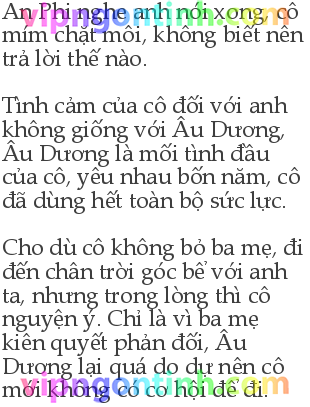 An Phi nghe anh nói xong, cô
mím chặt môi, không biết nên
trả lời thế nào.
Tình cảm của cô đối với anh
không giống với Âu Dương,
Âu Dương là mối tình đầu
của cô, yêu nhau bốn năm, cô
đã dùng hết toàn bộ sức lực.
Cho dù cô không bỏ ba mẹ, đi
đến chân trời góc bể với anh
ta, nhưng trong lòng thì cô
nguyện ý. Chỉ là vì ba mẹ
kiên quyết phản đối, Âu
Dương lại quá do dự nên cô
mới không có cơ hội để đi.
vipngontinh.com
vipngontinh.com